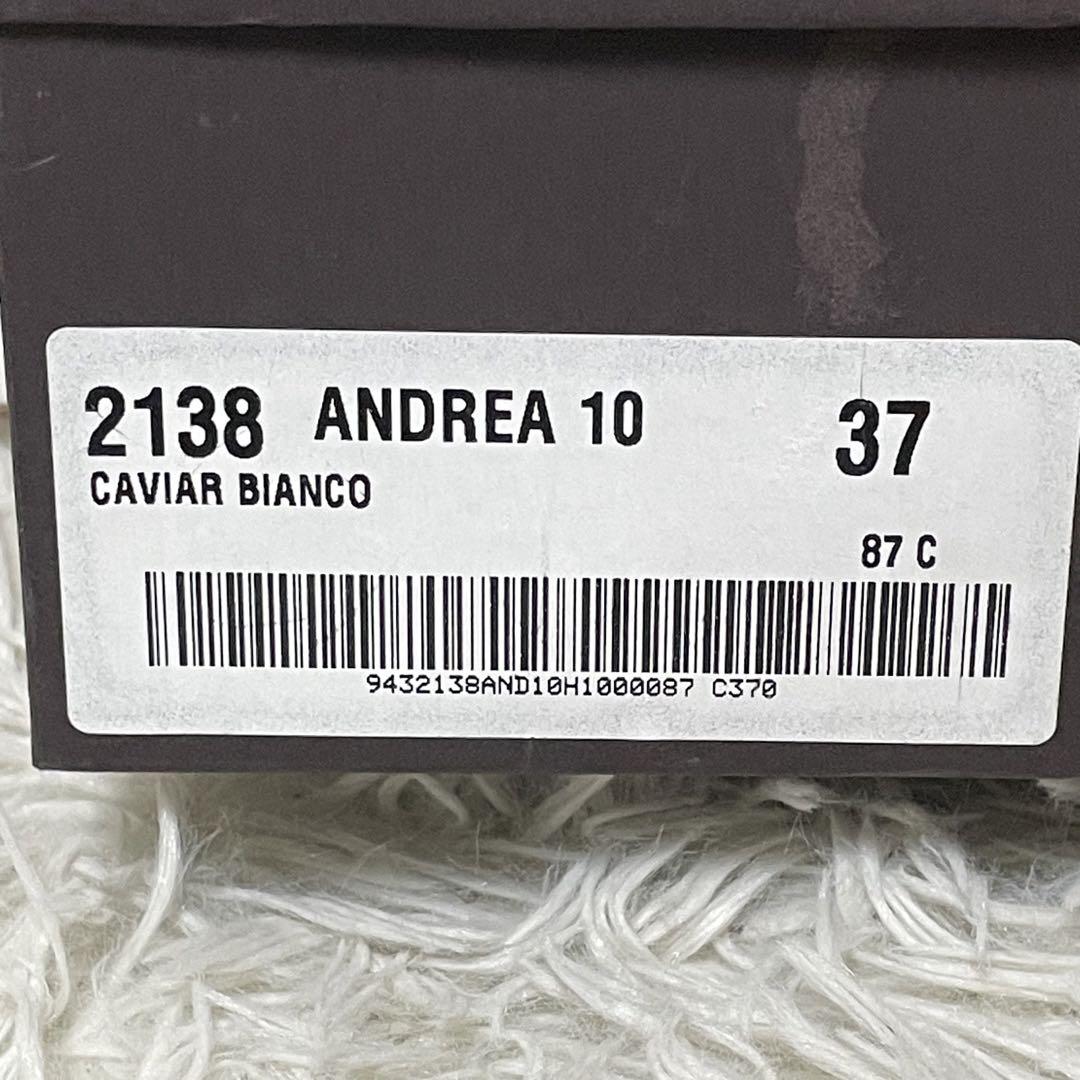 2138 ANDREA 10 37
CAVIAR BIANCO
87 C
9432138AND10H1000087 C370